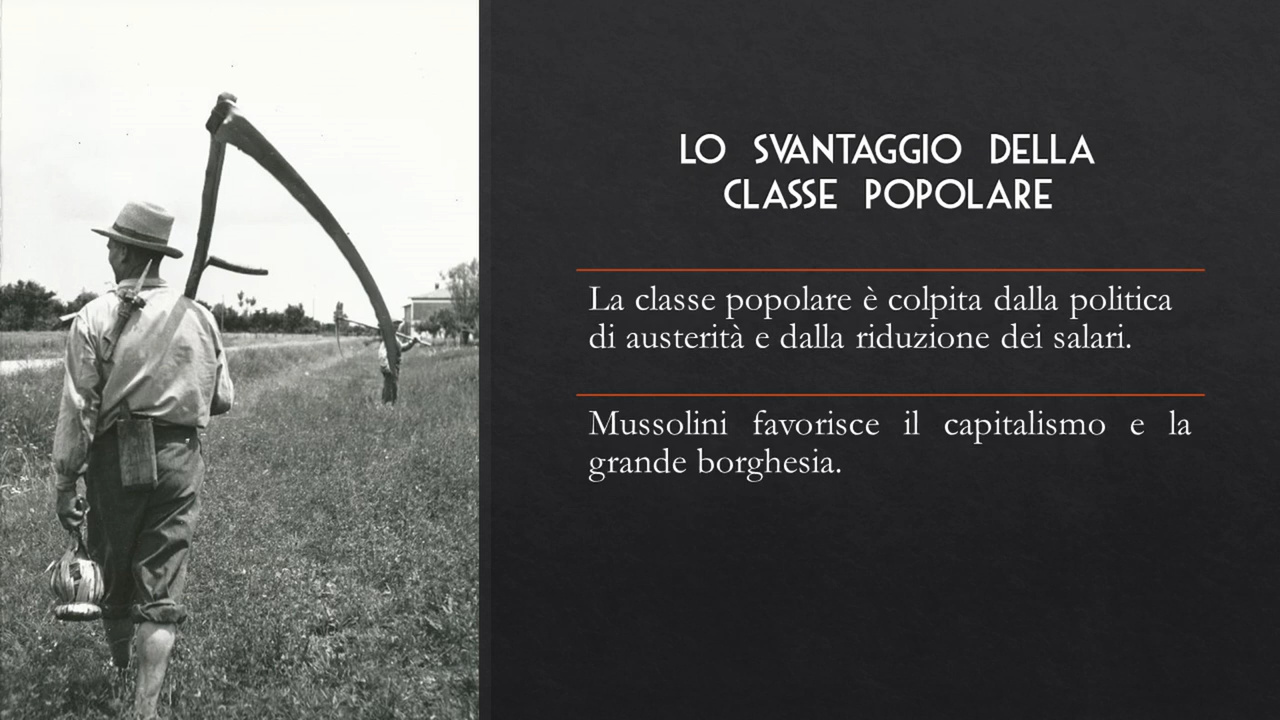 LO SVANTAGGIO DELLA
CLASSE POPOLARE
La classe popolare è colpita dalla politica
di austerità e dalla riduzione dei salari.
Mussolini favorisce il capitalismo e la
grande borghesia.